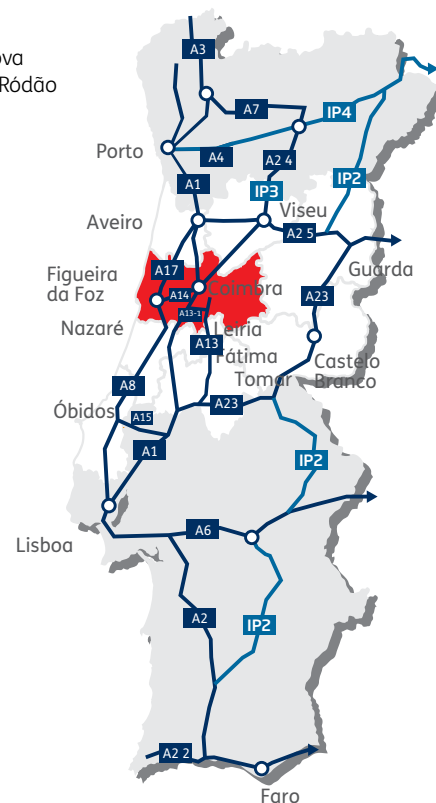 ova
Ródão
A3
A7
IP4
Porto
A4
A2 4
A1
IP3
IP2
Aveiro
Viseu
A2 5
Guarda
A17
Figueira
da Foz
A14
Coimbra
A23
A13-1
Nazaré
Leiria
A13
Fátima
Castelo
Branco
Tomar
A8
Óbidos
A15
A23
A1
IP2
Lisboa
A6
A2
IP2
A2 2
Faro